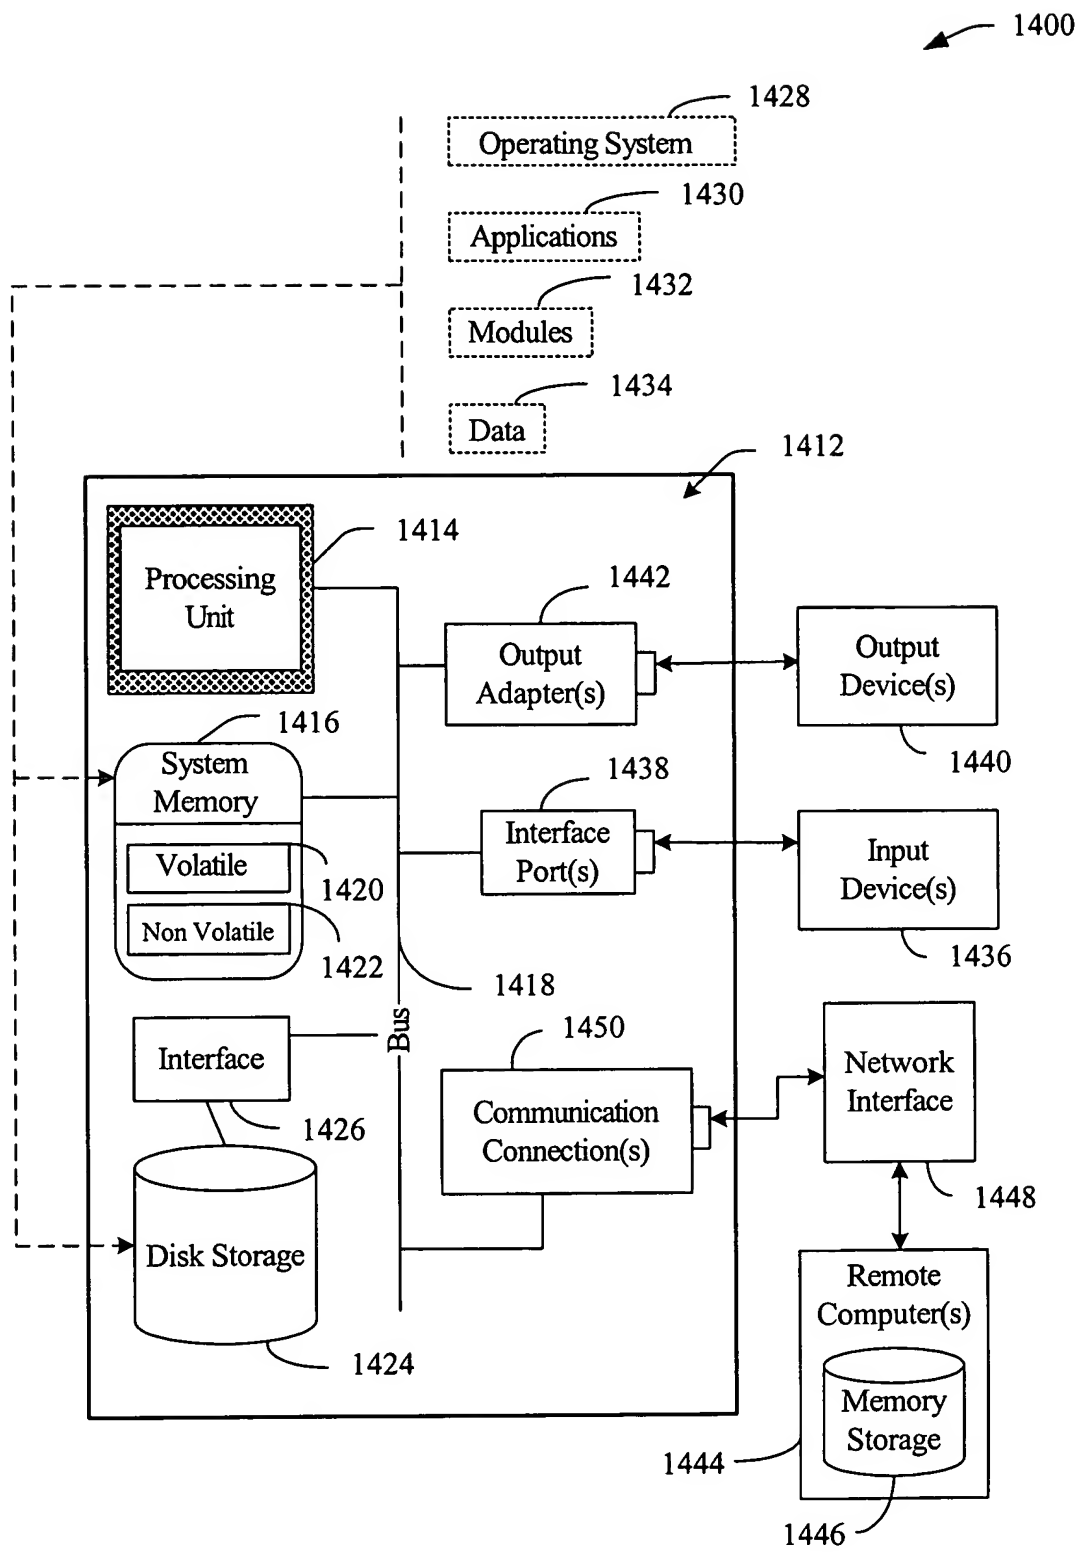 1400
1428
Operating System
1430
Applications
1432
Modules
1434
Data
1412
1414
Processing
Unit
1442
Output
Adapter(s)
Output
Device(s)
1440
1416
System
Memory
Volatile
1420
Non Volatile
1422
1438
Interface
Port(s)
Input
Device(s)
1436
1418
Bus
Interface
1426
1450
Communication
Connection(s)
Network
Interface
1448
Disk Storage
1424
Remote
Computer(s)
Memory
Storage
1444
1446